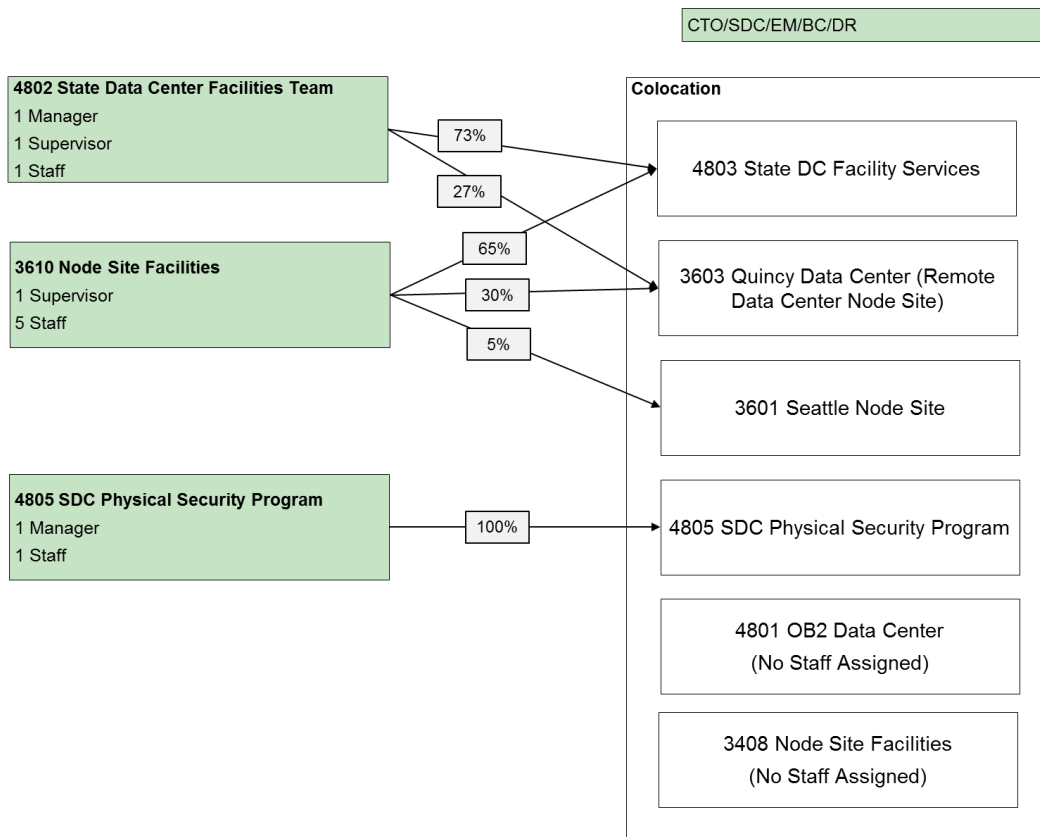 CTO/SDC/EM/BC/DR
4802 State Data Center Facilities Team
1 Manager
1 Supervisor
1 Staff
3610 Node Site Facilities
1 Supervisor
5 Staff
4805 SDC Physical Security Program
1 Manager
1 Staff
73%
27%
65%
30%
5%
100%
Colocation
4803 State DC Facility Services
3603 Quincy Data Center (Remote
Data Center Node Site)
3601 Seattle Node Site
4805 SDC Physical Security Program
4801 OB2 Data Center
(No Staff Assigned)
3408 Node Site Facilities
(No Staff Assigned)